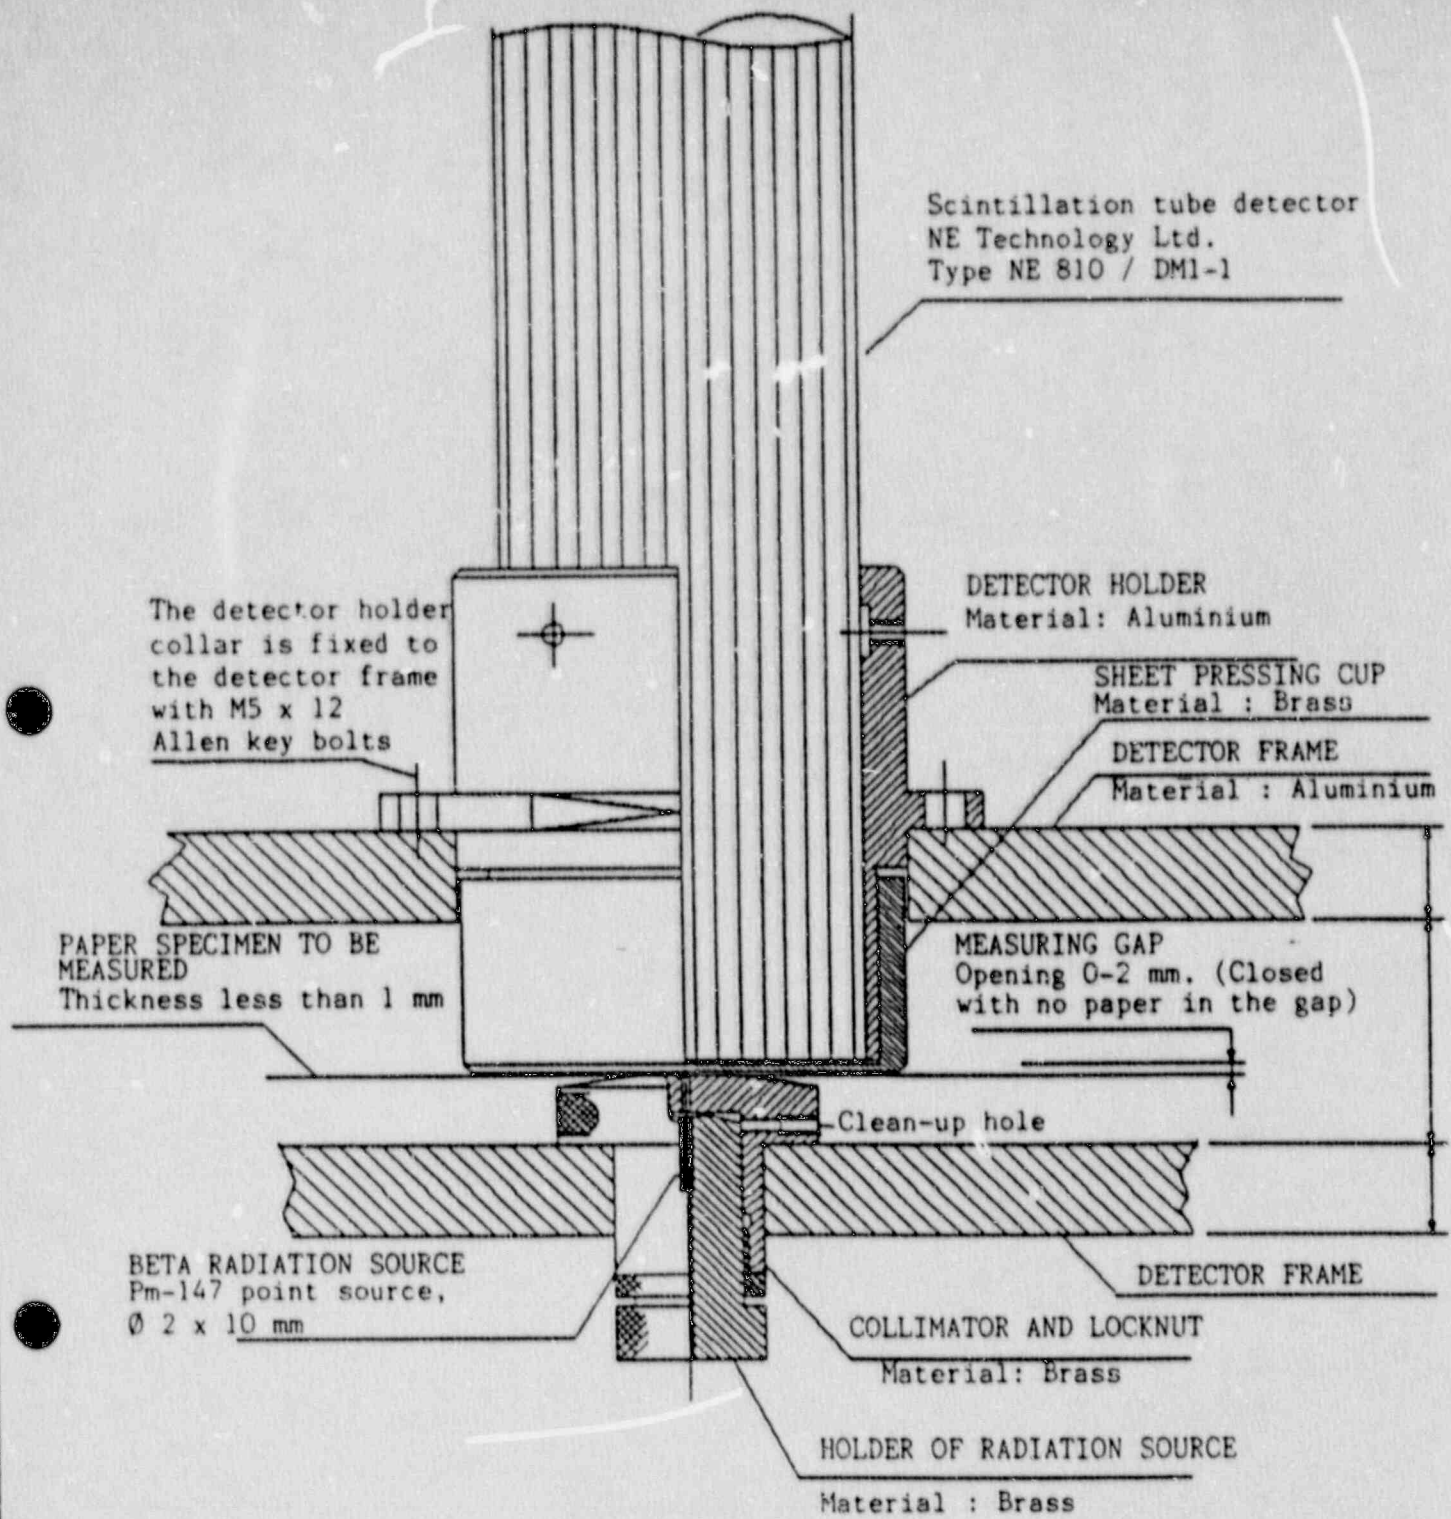 Scintillation tube detector
NE Technology Ltd.
Type NE 810 / DM1-1
The detector holder
collar is fixed to
the detector frame
with M5 x 12
Allen key bolts
DETECTOR HOLDER
Material: Aluminium
SHEET PRESSING CUP
Material : Brass
DETECTOR FRAME
Material : Aluminium
PAPER SPECIMEN TO BE
MEASURED
Thickness less than 1 mm
MEASURING GAP
Opening 0-2 mm. (Closed
with no paper in the gap)
Clean-up hole
BETA RADIATION SOURCE
Pm-147 point source,
Ø 2 x 10 mm
DETECTOR FRAME
COLLIMATOR AND LOCKNUT
Material: Brass
HOLDER OF RADIATION SOURCE
Material : Brass